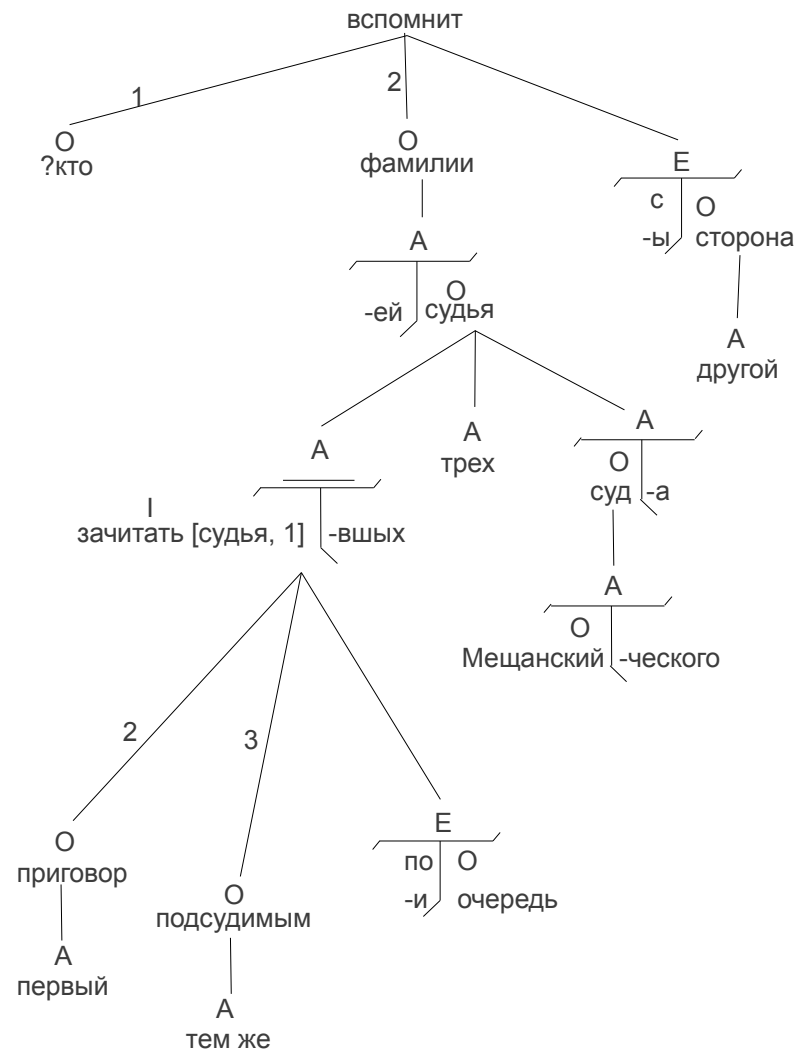 вспомнит
1 2
О О Е
?кто фамилии с О
-ы сторона
А А
-ей О судья другой
А А А
трех О
суд -а
I
зачитать [судья, 1] -вшых
А
О
Мещанский -ческого
2 3
О Е
приговор по О
О -и очередь
подсудимым
А
первый А
тем же